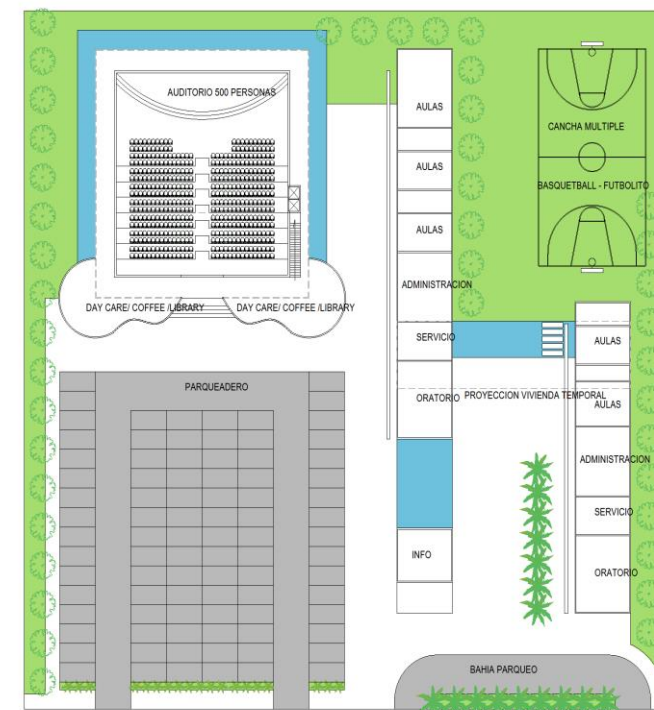 AUDITORIO 500 PERSONAS
DAY CARE/ COFFEE /LIBRARY
DAY CARE/ COFFEE /LIBRARY
PARQUEADERO
AULAS
AULAS
AULAS
ADMINISTRACION
SERVICIO
ORATORIO
INFO
PROYECCION VIVIENDA TEMPORAL
CANCHA MULTIPLE
BASQUETBALL - FUTBOLITO
AULAS
AULAS
ADMINISTRACION
SERVICIO
ORATORIO
BAHIA PARQUEO